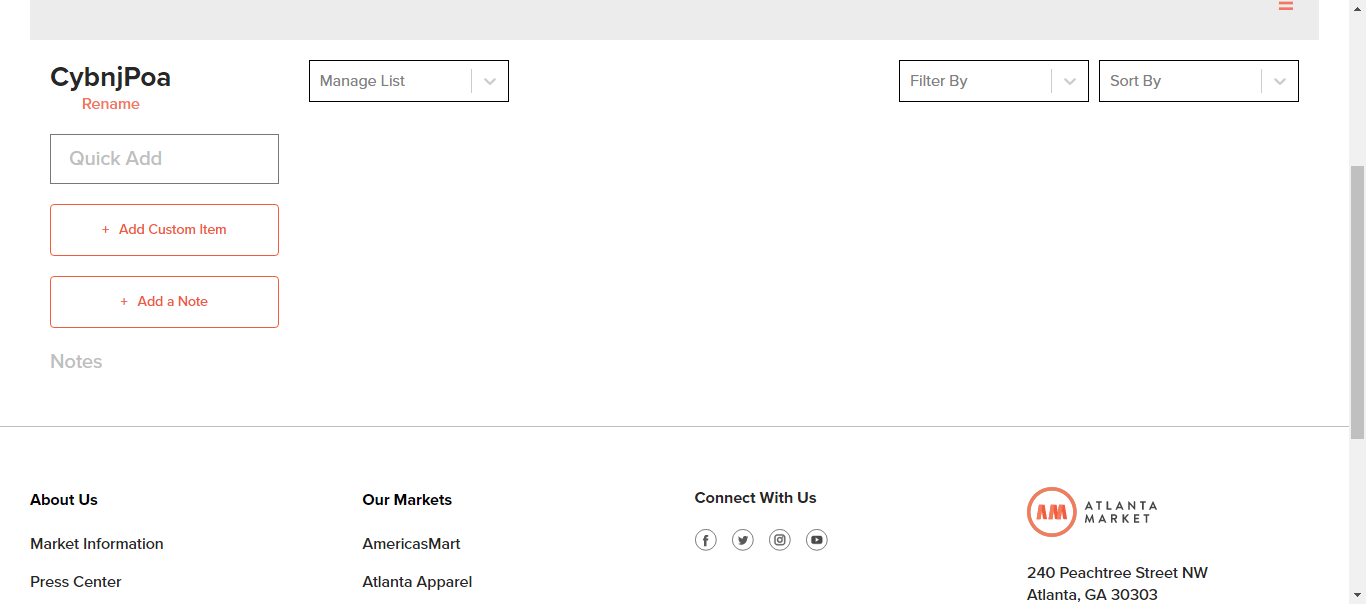 CybnjPoa
Rename
Manage List
Filter By
Sort By
Quick Add
+ Add Custom Item
+ Add a Note
Notes
About Us
Market Information
Press Center
Our Markets
AmericasMart
Atlanta Apparel
Connect With Us
AM ATLANTA
MARKET
240 Peachtree Street NW
Atlanta, GA 30303